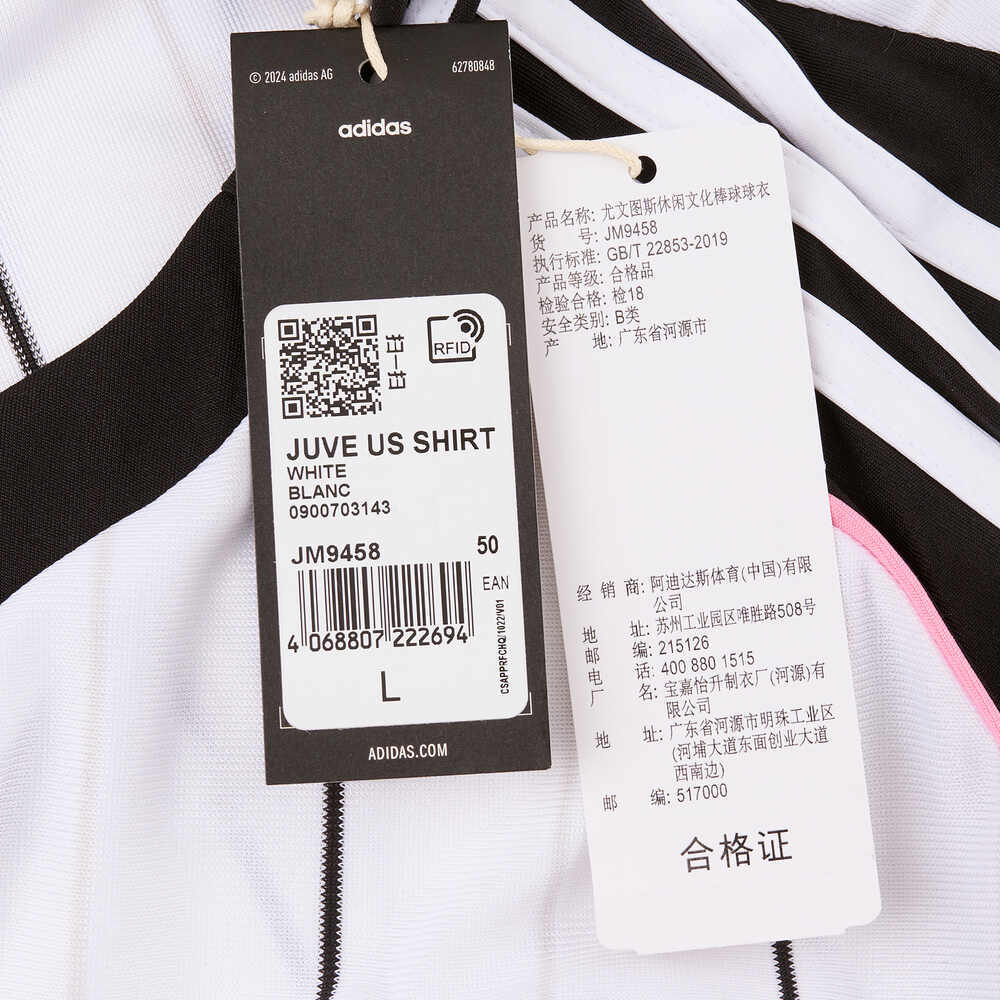 © 2024 adidas AG
62780848
adidas
RFID
JUVE US SHIRT
WHITE
BLANC
0900703143
JM9458 50
EAN
4 068807 222694
CSAPPRFCHQ/1022/V01
L
ADIDAS.COM
产品名称: 尤文图斯休闲文化棒球球衣
货 号: JM9458
执行标准: GB/T 22853-2019
产品等级: 合格品
检验合格: 检18
安全类别: B类
产 地: 广东省河源市
经 销 商: 阿迪达斯体育(中国)有限
公司
地 址: 苏州工业园区唯胜路508号
邮 编: 215126
电 话: 400 880 1515
厂 名: 宝嘉怡升制衣厂(河源)有
限公司
地 址: 广东省河源市明珠工业区
(河埔大道东面创业大道
西南边)
邮 编: 517000
合格证